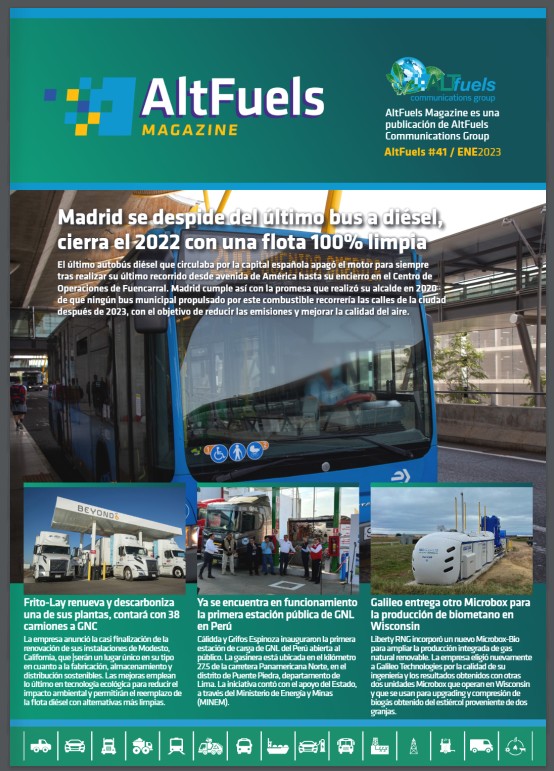 AltFuels
MAGAZINE
ALTfuels
communications group
AltFuels Magazine es una
publicación de AltFuels
Communications Group
AltFuels #41 / ENE2023
Madrid se despide del último bus a diésel,
cierra el 2022 con una flota 100% limpia
El último autobús diésel que circulaba por la capital española apagó el motor para siempre
tras realizar su último recorrido desde avenida de América hasta su encierro en el Centro de
Operaciones de Fuencarral. Madrid cumple así con la promesa que realizó su alcalde en 2020
de que ningún bus municipal propulsado por este combustible recorrería las calles de la ciudad
después de 2023, con el objetivo de reducir las emisiones y mejorar la calidad del aire.
BEYOND
Frito-Lay renueva y descarboniza
una de sus plantas, contará con 38
camiones a GNC
La empresa anunció la casi finalización de la
renovación de sus instalaciones de Modesto,
California, que |serán un lugar único en su tipo
en cuanto a la fabricación, almacenamiento y
distribución sostenibles. Las mejoras emplean
lo último en tecnología ecológica para reducir el
impacto ambiental y permitirán el reemplazo de
la flota diésel con alternativas más limpias.
Ya se encuentra en funcionamiento
la primera estación pública de GNL
en Perú
Cálidda y Grifos Espinoza inauguraron la primera
estación de carga de GNL del Perú abierta al
público. La gasinera está ubicada en el kilómetro
27.5 de la carretera Panamericana Norte, en el
distrito de Puente Piedra, departamento de
Lima. La iniciativa contó con el apoyo del Estado,
a través del Ministerio de Energía y Minas
(MINEM).
Galileo entrega otro Microbox para
la producción de biometano en
Wisconsin
Liberty RNG incorporó un nuevo Microbox-Bio
para ampliar la producción integrada de gas
natural renovable. La empresa eligió nuevamente
a Galileo Technologies por la calidad de su
ingeniería y los resultados obtenidos con otras
dos unidades Microbox que operan en Wisconsin
y que se usan para upgrading y compresión de
biogás obtenido del estiércol proveniente de dos
granjas.